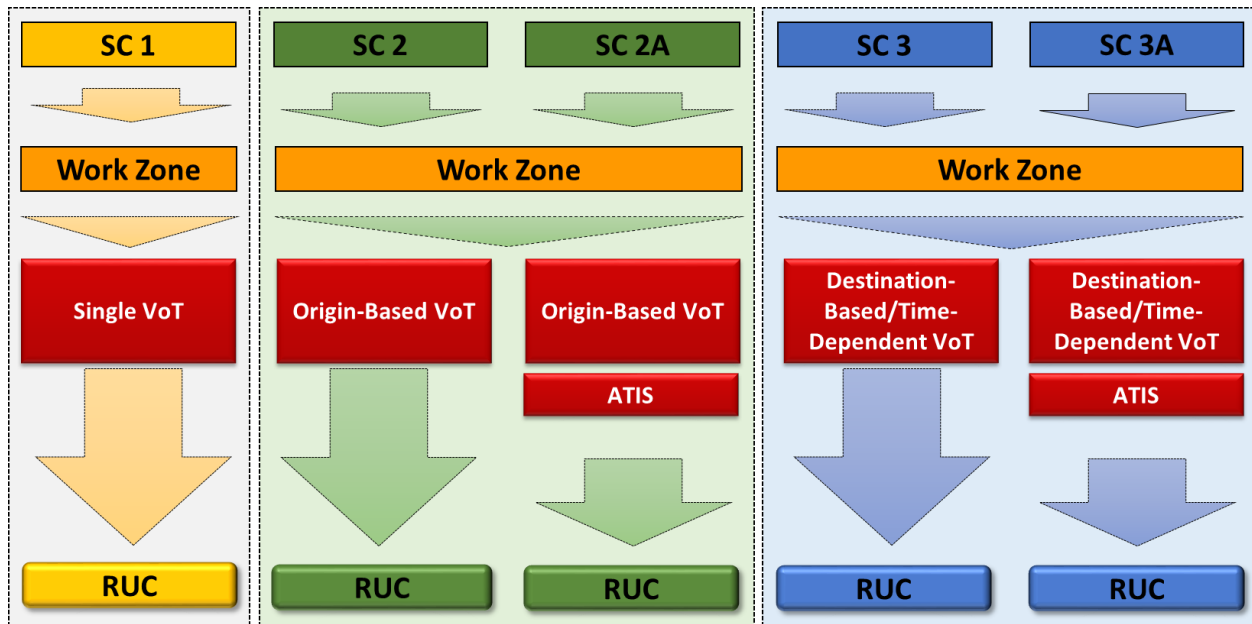 SC 1
SC 2
SC 2A
SC 3
SC 3A
Work Zone
Work Zone
Work Zone
Single VoT
Origin-Based VoT
Origin-Based VoT
Destination-
Based/Time-
Dependent VoT
Destination-
Based/Time-
Dependent VoT
ATIS
ATIS
RUC
RUC
RUC
RUC
RUC